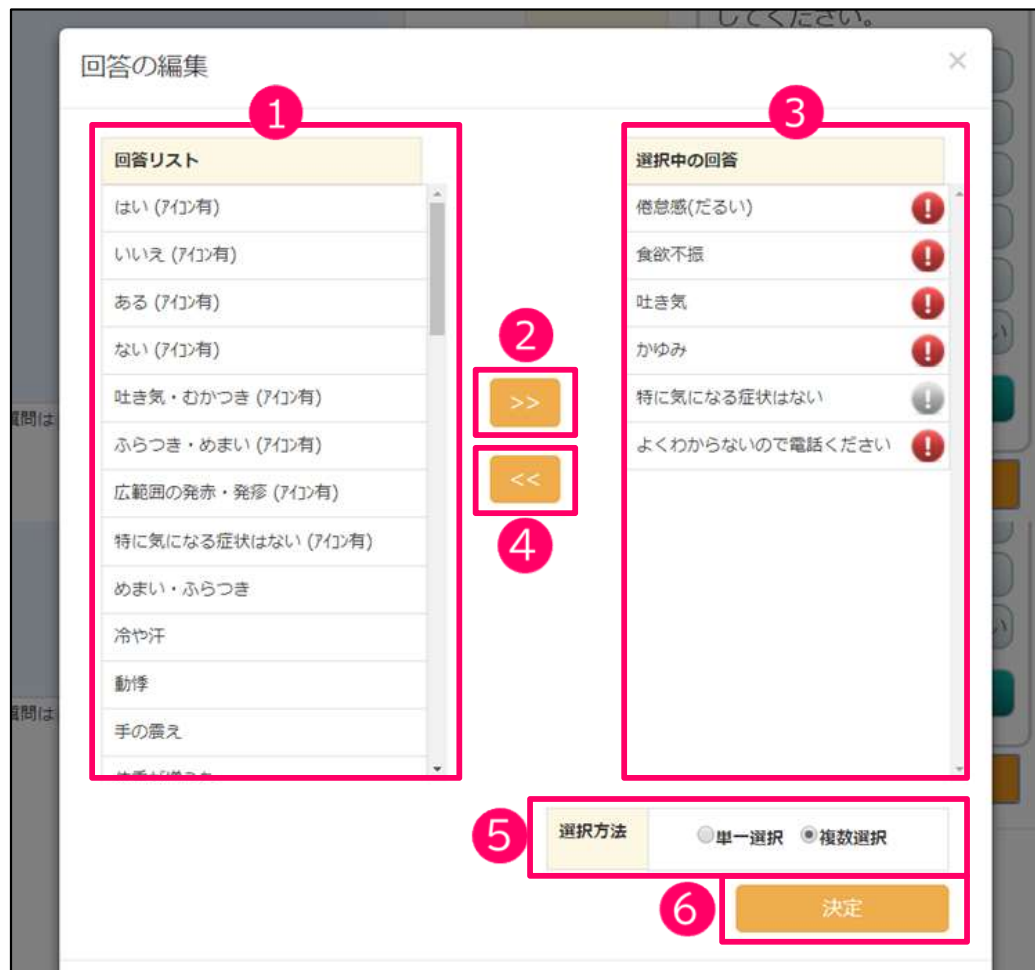 してください。
回答の編集
×
1
3
回答リスト
選択中の回答
はい (ｱｲｺﾝ有)
倦怠感(だるい)
!
いいえ (ｱｲｺﾝ有)
食欲不振
!
ある (ｱｲｺﾝ有)
吐き気
!
ない (ｱｲｺﾝ有)
2
かゆみ
!
吐き気・むかつき (ｱｲｺﾝ有)
>>
特に気になる症状はない
!
質問は
ふらつき・めまい (ｱｲｺﾝ有)
よくわからないので電話ください
!
広範囲の発赤・発疹 (ｱｲｺﾝ有)
<<
特に気になる症状はない (ｱｲｺﾝ有)
4
めまい・ふらつき
冷や汗
動悸
質問は
手の震え
5
選択方法
単一選択
複数選択
6
決定